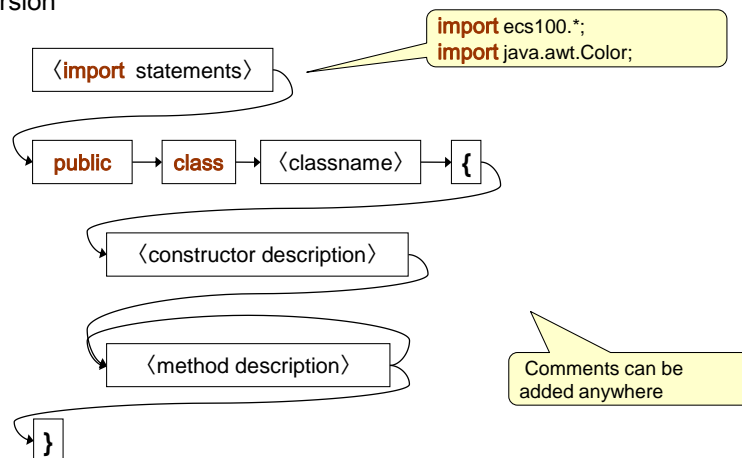 import ecs100.*;
import java.awt.Color;
〈import statements〉
public class 〈classname〉 {
〈constructor description〉
〈method description〉
Comments can be
added anywhere
}